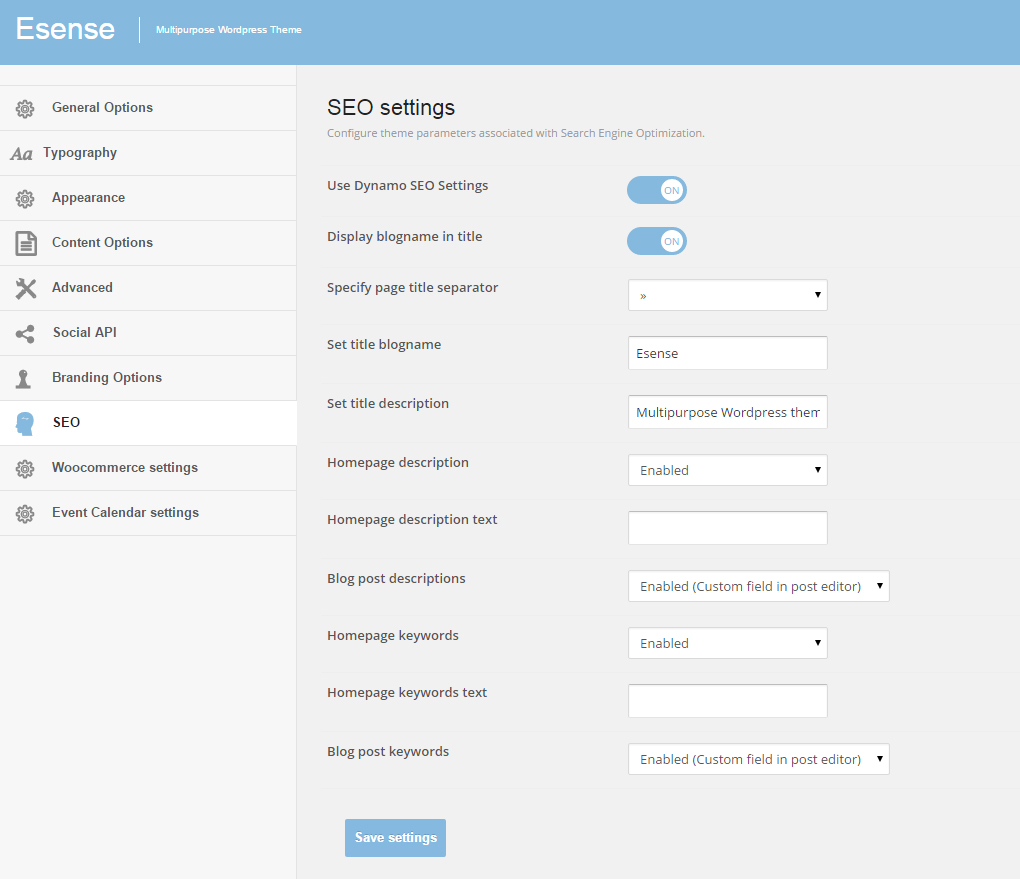 Esense
Multipurpose Wordpress Theme
General Options
Aa Typography
Appearance
Content Options
Advanced
Social API
Branding Options
SEO
Woocommerce settings
Event Calendar settings
SEO settings
Configure theme parameters associated with Search Engine Optimization.
Use Dynamo SEO Settings ON
Display blogname in title ON
Specify page title separator »
Set title blogname Esense
Set title description Multipurpose Wordpress them
Homepage description Enabled
Homepage description text
Blog post descriptions Enabled (Custom field in post editor)
Homepage keywords Enabled
Homepage keywords text
Blog post keywords Enabled (Custom field in post editor)
Save settings